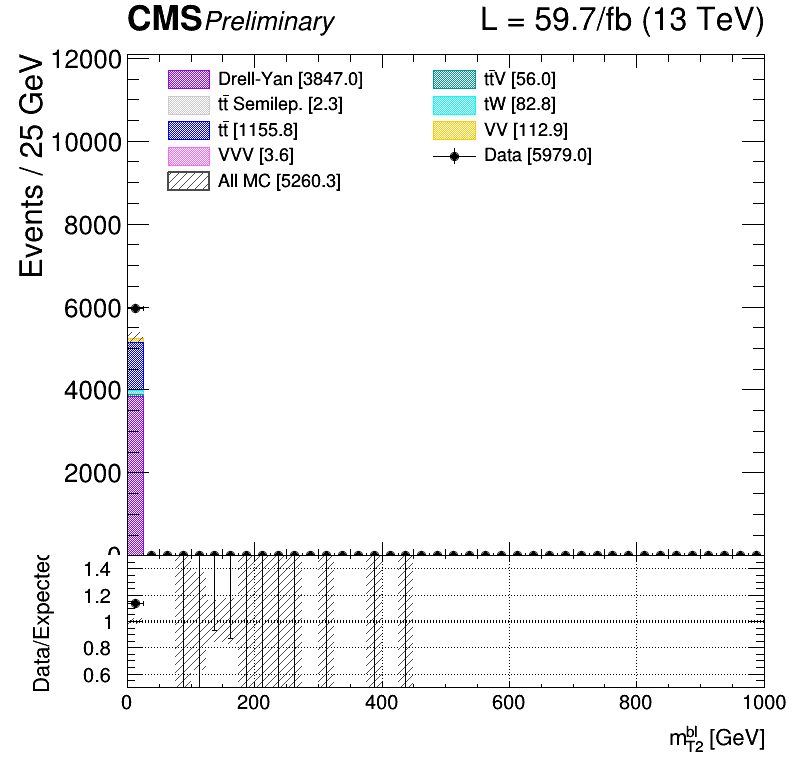 CMS Preliminary L = 59.7/fb (13 TeV)
Events / 25 GeV
12000
10000
8000
6000
4000
2000
0
Drell-Yan [3847.0]
tt̄ Semilep. [2.3]
tt̄ [1155.8]
VVV [3.6]
All MC [5260.3]
tt̄V [56.0]
tW [82.8]
VV [112.9]
Data [5979.0]
Data/Expected
1.4
1.2
1
0.8
0.6
0 200 400 600 800 1000
m_{T2}^{bl} [GeV]